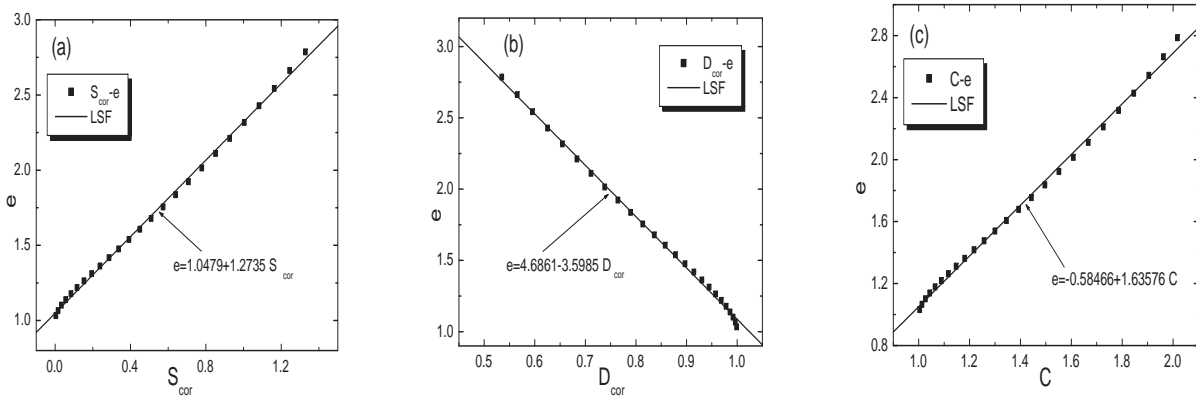 (a)
S_cor-e
LSF
e=1.0479+1.2735 S_cor
3.0
2.5
2.0
1.5
1.0
e
0.0 0.4 0.8 1.2
S_cor
(b)
D_cor-e
LSF
e=4.6861-3.5985 D_cor
3.0
2.5
2.0
1.5
1.0
e
0.5 0.6 0.7 0.8 0.9 1.0
D_cor
(c)
C-e
LSF
e=-0.58466+1.63576 C
2.8
2.4
2.0
1.6
1.2
0.8
e
1.0 1.2 1.4 1.6 1.8 2.0
C